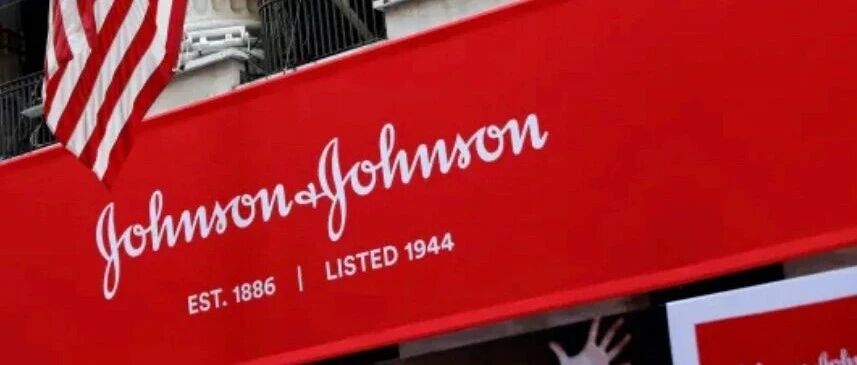 Johnson&Johnson
EST. 1886 | LISTED 1944